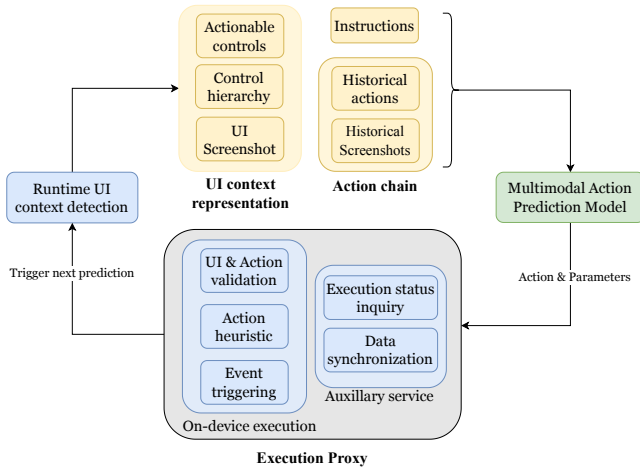 Actionable
controls
Control
hierarchy
UI
Screenshot
UI context
representation
Instructions
Historical
actions
Historical
Screenshots
Action chain
Runtime UI
context detection
Multimodal Action
Prediction Model
Trigger next prediction
Action & Parameters
UI & Action
validation
Action
heuristic
Event
triggering
On-device execution
Execution status
inquiry
Data
synchronization
Auxillary service
Execution Proxy